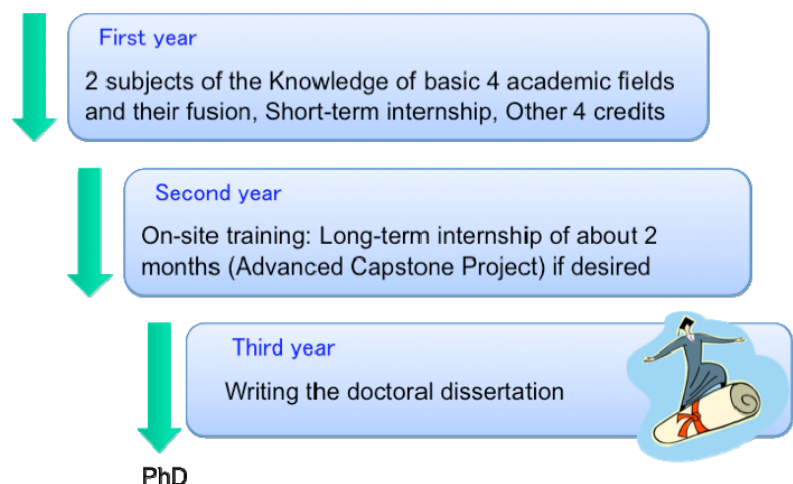 First year
2 subjects of the Knowledge of basic 4 academic fields
and their fusion, Short-term internship, Other 4 credits
Second year
On-site training: Long-term internship of about 2
months (Advanced Capstone Project) if desired
Third year
Writing the doctoral dissertation
PhD